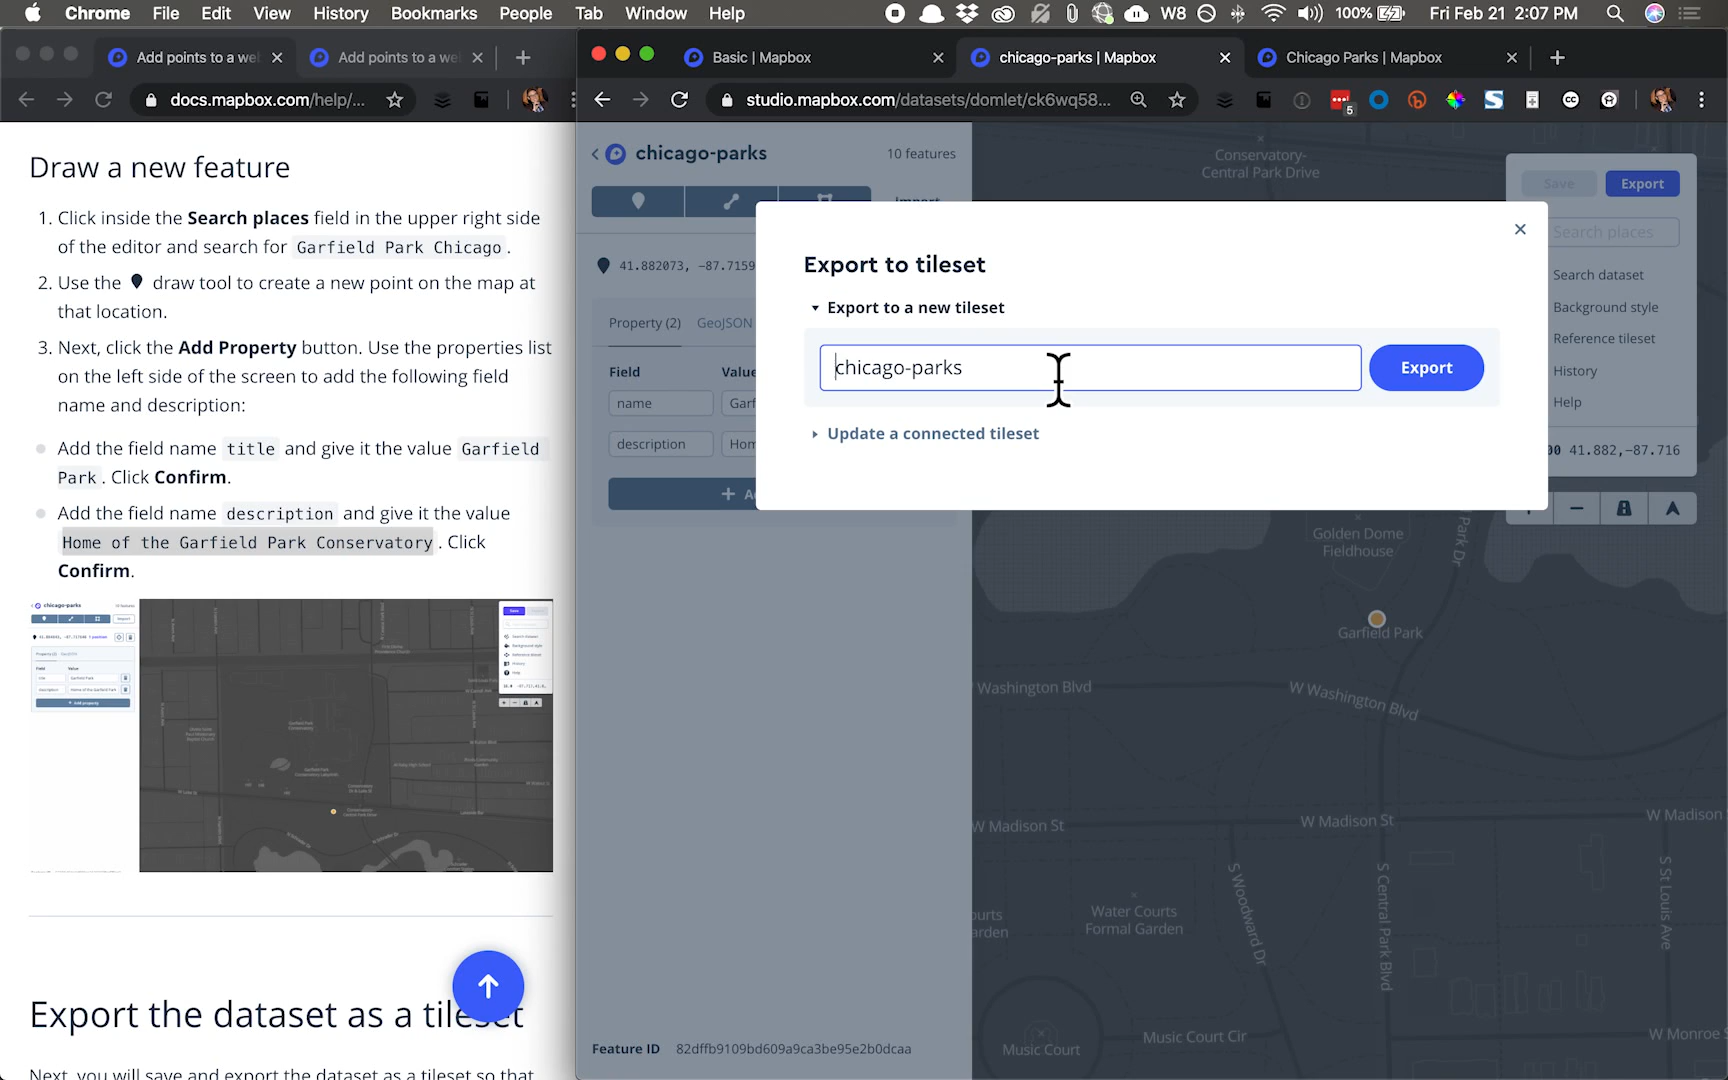 Chrome File Edit View History Bookmarks People Tab Window Help W8 100% Fri Feb 21 2:07 PM
Add points to a we
Add points to a we
Basic | Mapbox
chicago-parks | Mapbox
Chicago Parks | Mapbox
docs.mapbox.com/help/...
studio.mapbox.com/datasets/domlet/ck6wq58...
5
Draw a new feature
1. Click inside the Search places field in the upper right side
of the editor and search for Garfield Park Chicago.
2. Use the draw tool to create a new point on the map at
that location.
3. Next, click the Add Property button. Use the properties list
on the left side of the screen to add the following field
name and description:
Add the field name title and give it the value Garfield
Park. Click Confirm.
Add the field name description and give it the value
Home of the Garfield Park Conservatory. Click
Confirm.
chicago-parks
Export the dataset as a tileset
Next, you will save and export the dataset as a tileset so that
chicago-parks
10 features
Import
41.882073, -87.7159
Property (2) GeoJSON
Field Value
name Garf
description Hom
+ A
Feature ID 82dffb9109bd609a9ca3be95e2b0dcaa
Export to tileset
Export to a new tileset
chicago-parks
Export
Update a connected tileset
Save Export
Search places
Search dataset
Background style
Reference tileset
History
Help
00 41.882,-87.716
Conservatory-
Central Park Drive
Golden Dome
Fieldhouse
Park Dr
Garfield Park
Washington Blvd
W Washington Blvd
W Madison St
W Madison St
W Madison
S Woodward Dr
S Central Park Blvd
S St Louis Ave
ourts
arden
Water Courts
Formal Garden
Music Court Cir
Music Court
W Monroe